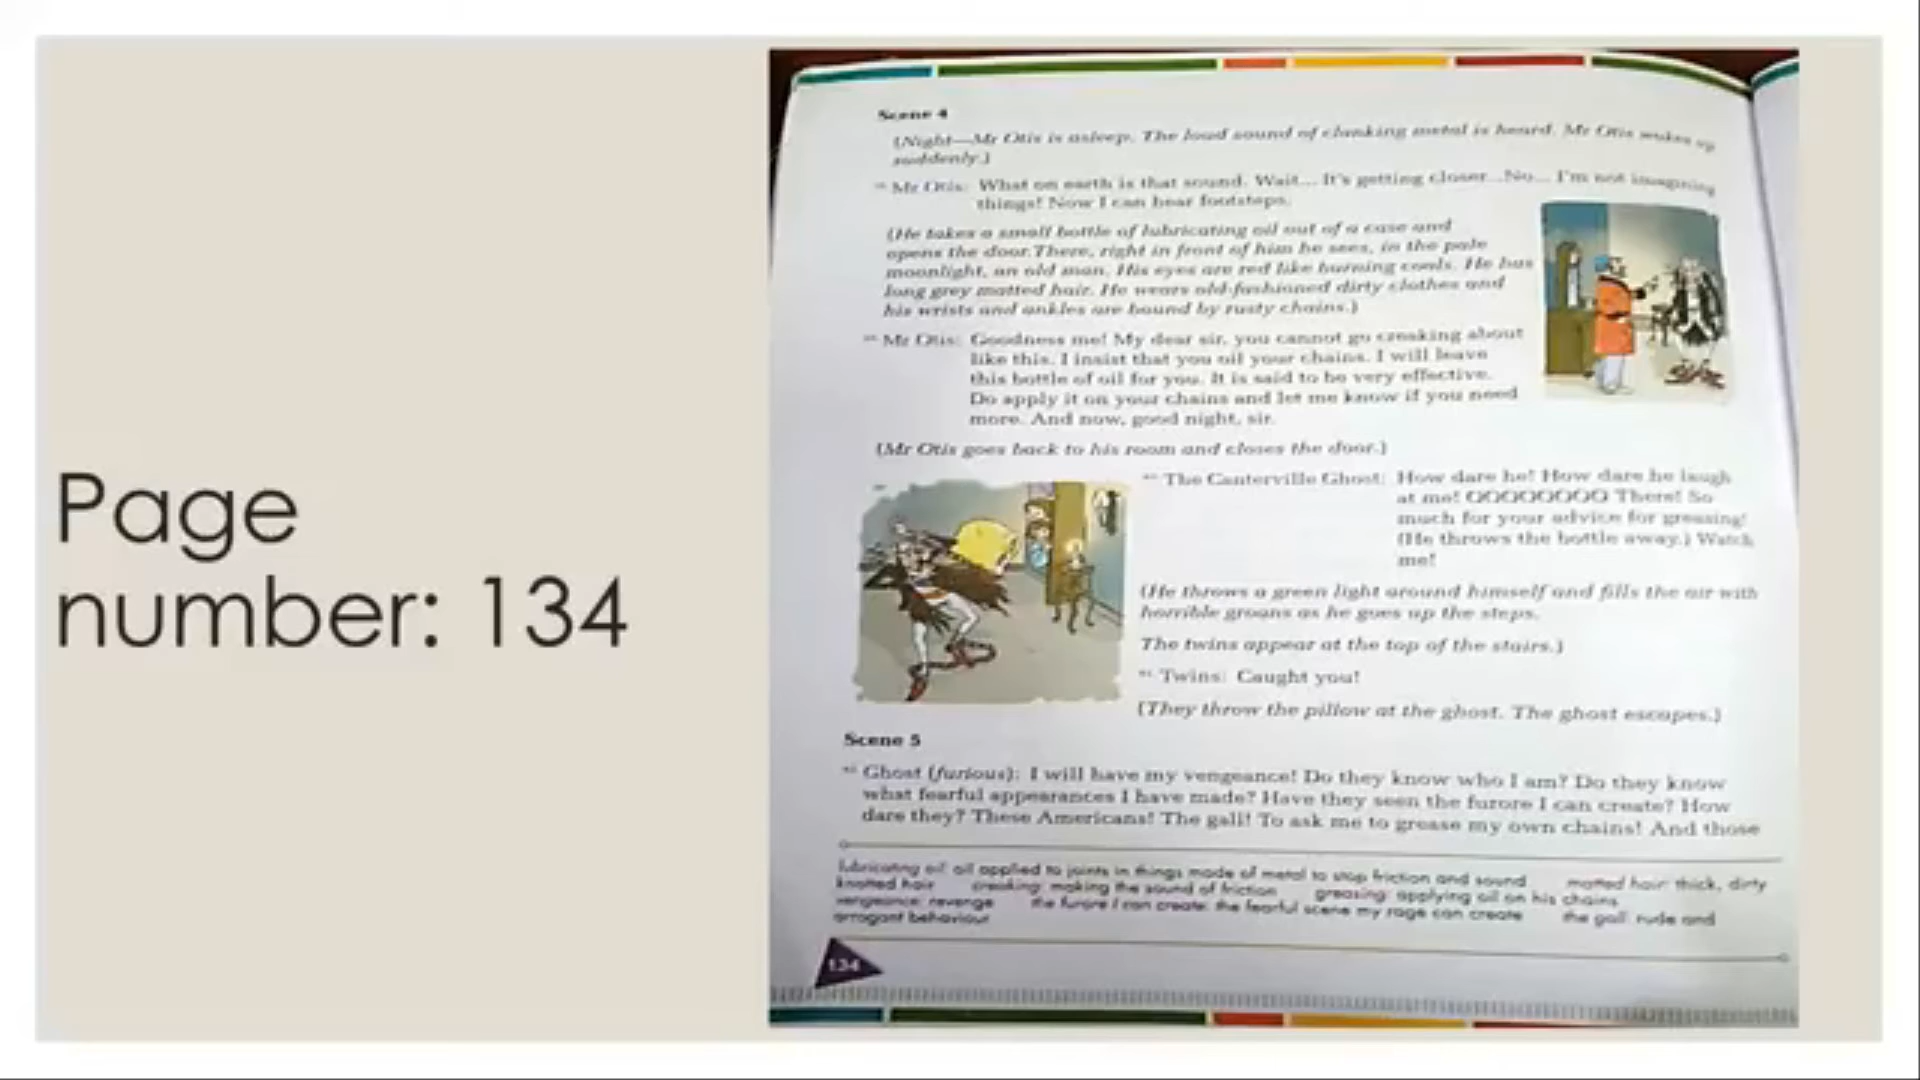 Page
number: 134
Scene 4
(Night—Mr Otis is asleep. The loud sound of clanking metal is heard. Mr Otis wakes up
suddenly.)
Mr Otis: What on earth is that sound. Wait... It's getting closer...No... I'm not imagining
things! Now I can hear footsteps.
(He takes a small bottle of lubricating oil out of a case and
opens the door.There, right in front of him he sees, in the pale
moonlight, an old man. His eyes are red like burning coals. He has
long grey matted hair. He wears old-fashioned dirty clothes and
his wrists and ankles are bound by rusty chains.)
Mr Otis: Goodness me! My dear sir, you cannot go creaking about
like this. I insist that you oil your chains. I will leave
this bottle of oil for you. It is said to be very effective.
Do apply it on your chains and let me know if you need
more. And now, good night, sir.
(Mr Otis goes back to his room and closes the door.)
The Canterville Ghost: How dare he! How dare he laugh
at me! OOOOOOOO There! So
much for your advice for greasing!
(He throws the bottle away.) Watch
me!
(He throws a green light around himself and fills the air with
horrible groans as he goes up the steps.
The twins appear at the top of the stairs.)
Twins: Caught you!
(They throw the pillow at the ghost. The ghost escapes.)
Scene 5
Ghost (furious): I will have my vengeance! Do they know who I am? Do they know
what fearful appearances I have made? Have they seen the furore I can create? How
dare they? These Americans! The gall! To ask me to grease my own chains! And those
lubricating oil: oil applied to joints in things made of metal to stop friction and sound matted hair: thick, dirty
knotted hair creaking: making the sound of friction greasing: applying oil on his chains
vengeance: revenge the furore I can create: the fearful scene my rage can create the gall: rude and
arrogant behaviour
134